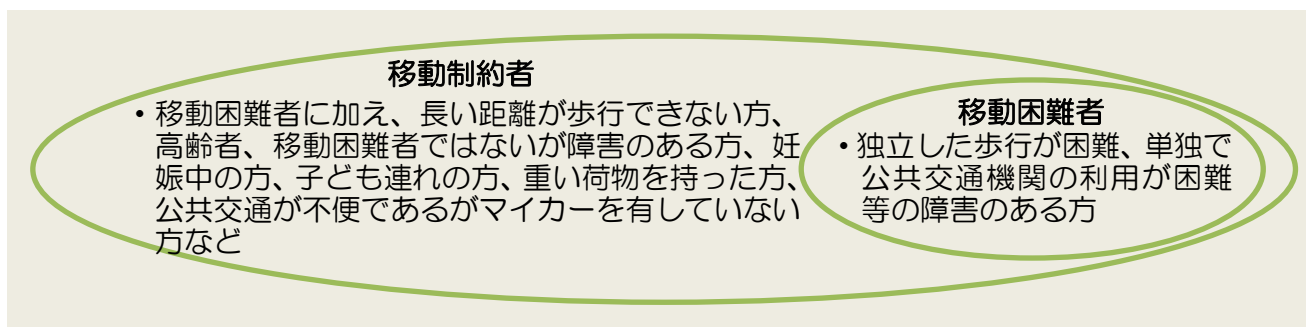 移動制約者
・移動困難者に加え、長い距離が歩行できない方、
高齢者、移動困難者ではないが障害のある方、妊
娠中の方、子ども連れの方、重い荷物を持った方、
公共交通が不便であるがマイカーを有していない
方など
移動困難者
・独立した歩行が困難、単独で
公共交通機関の利用が困難
等の障害のある方